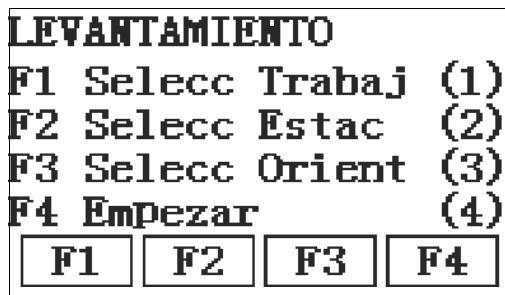 LEVANTAMIENTO
F1 Selecc Trabaj (1)
F2 Selecc Estac (2)
F3 Selecc Orient (3)
F4 Empezar (4)
F1 F2 F3 F4